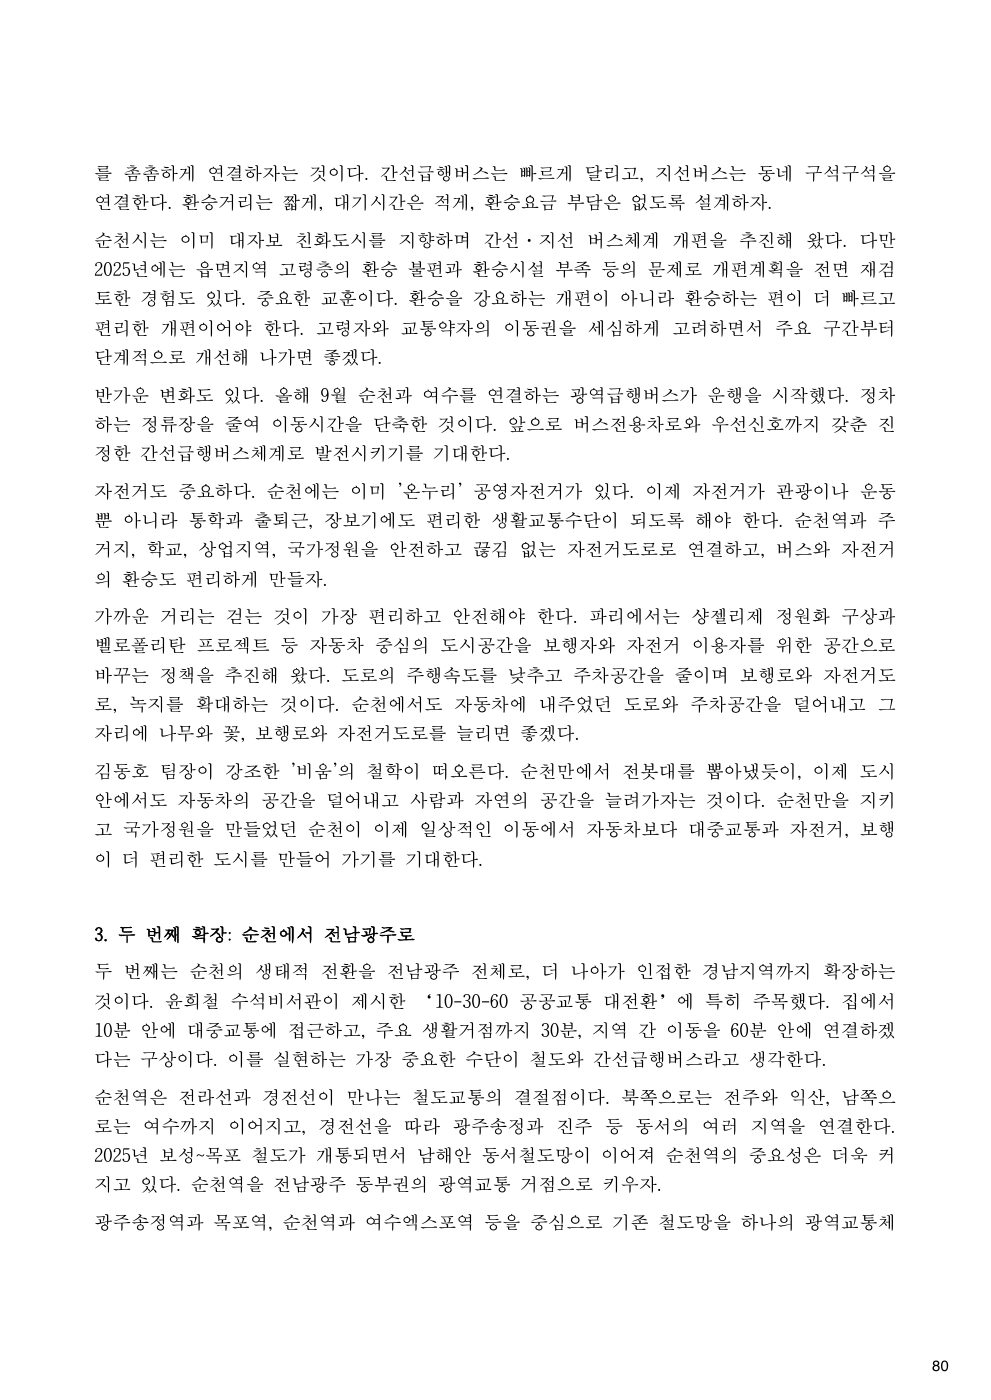 를 촘촘하게 연결하자는 것이다. 간선급행버스는 빠르게 달리고, 지선버스는 동네 구석구석을
연결한다. 환승거리는 짧게, 대기시간은 적게, 환승요금 부담은 없도록 설계하자.
순천시는 이미 대자보 친화도시를 지향하며 간선·지선 버스체계 개편을 추진해 왔다. 다만
2025년에는 읍면지역 고령층의 환승 불편과 환승시설 부족 등의 문제로 개편계획을 전면 재검
토한 경험도 있다. 중요한 교훈이다. 환승을 강요하는 개편이 아니라 환승하는 편이 더 빠르고
편리한 개편이어야 한다. 고령자와 교통약자의 이동권을 세심하게 고려하면서 주요 구간부터
단계적으로 개선해 나가면 좋겠다.
반가운 변화도 있다. 올해 9월 순천과 여수를 연결하는 광역급행버스가 운행을 시작했다. 정차
하는 정류장을 줄여 이동시간을 단축한 것이다. 앞으로 버스전용차로와 우선신호까지 갖춘 진
정한 간선급행버스체계로 발전시키기를 기대한다.
자전거도 중요하다. 순천에는 이미 '온누리' 공영자전거가 있다. 이제 자전거가 관광이나 운동
뿐 아니라 통학과 출퇴근, 장보기에도 편리한 생활교통수단이 되도록 해야 한다. 순천역과 주
거지, 학교, 상업지역, 국가정원을 안전하고 끊김 없는 자전거도로로 연결하고, 버스와 자전거
의 환승도 편리하게 만들자.
가까운 거리는 걷는 것이 가장 편리하고 안전해야 한다. 파리에서는 샹젤리제 정원화 구상과
벨로폴리탄 프로젝트 등 자동차 중심의 도시공간을 보행자와 자전거 이용자를 위한 공간으로
바꾸는 정책을 추진해 왔다. 도로의 주행속도를 낮추고 주차공간을 줄이며 보행로와 자전거도
로, 녹지를 확대하는 것이다. 순천에서도 자동차에 내주었던 도로와 주차공간을 덜어내고 그
자리에 나무와 꽃, 보행로와 자전거도로를 늘리면 좋겠다.
김동호 팀장이 강조한 '비움'의 철학이 떠오른다. 순천만에서 전봇대를 뽑아냈듯이, 이제 도시
안에서도 자동차의 공간을 덜어내고 사람과 자연의 공간을 늘려가자는 것이다. 순천만을 지키
고 국가정원을 만들었던 순천이 이제 일상적인 이동에서 자동차보다 대중교통과 자전거, 보행
이 더 편리한 도시를 만들어 가기를 기대한다.
3. 두 번째 확장: 순천에서 전남광주로
두 번째는 순천의 생태적 전환을 전남광주 전체로, 더 나아가 인접한 경남지역까지 확장하는
것이다. 윤희철 수석비서관이 제시한 ‘10-30-60 공공교통 대전환’에 특히 주목했다. 집에서
10분 안에 대중교통에 접근하고, 주요 생활거점까지 30분, 지역 간 이동을 60분 안에 연결하겠
다는 구상이다. 이를 실현하는 가장 중요한 수단이 철도와 간선급행버스라고 생각한다.
순천역은 전라선과 경전선이 만나는 철도교통의 결절점이다. 북쪽으로는 전주와 익산, 남쪽으
로는 여수까지 이어지고, 경전선을 따라 광주송정과 진주 등 동서의 여러 지역을 연결한다.
2025년 보성~목포 철도가 개통되면서 남해안 동서철도망이 이어져 순천역의 중요성은 더욱 커
지고 있다. 순천역을 전남광주 동부권의 광역교통 거점으로 키우자.
광주송정역과 목포역, 순천역과 여수엑스포역 등을 중심으로 기존 철도망을 하나의 광역교통체
80